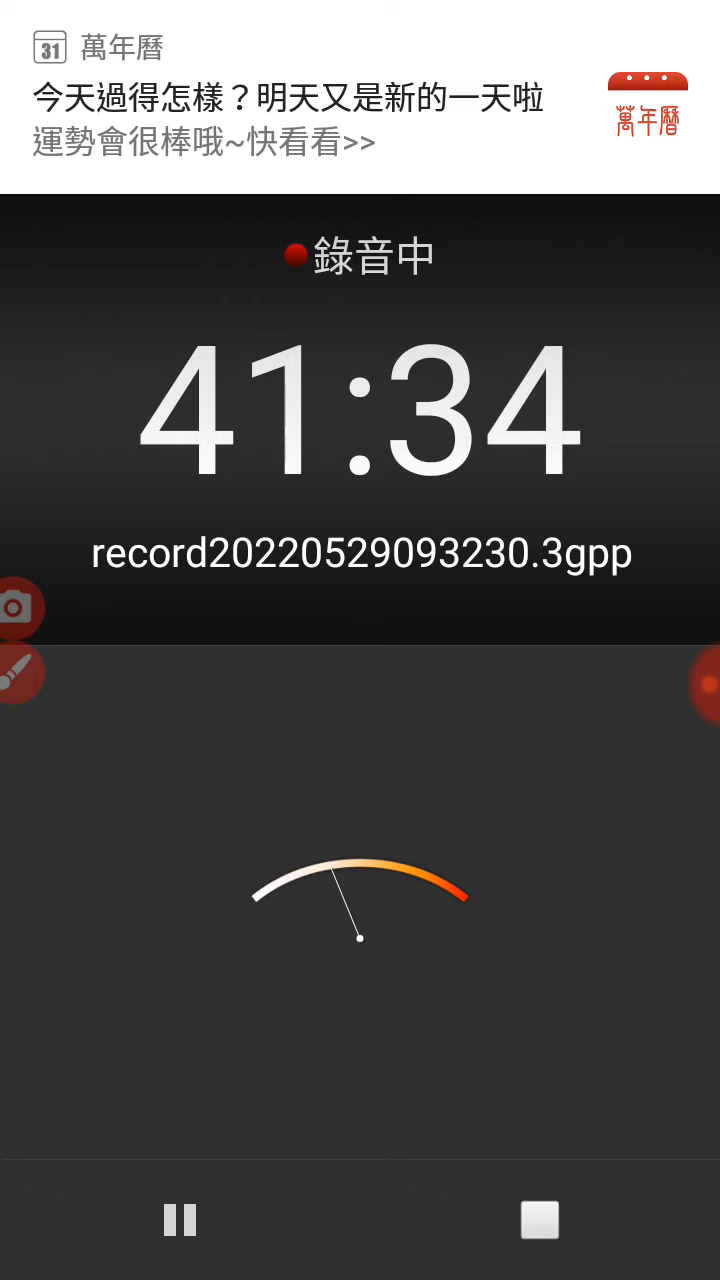 31 萬年曆
今天過得怎樣？明天又是新的一天啦
運勢會很棒哦~快看看>>
萬年曆
錄音中
41:34
record20220529093230.3gpp